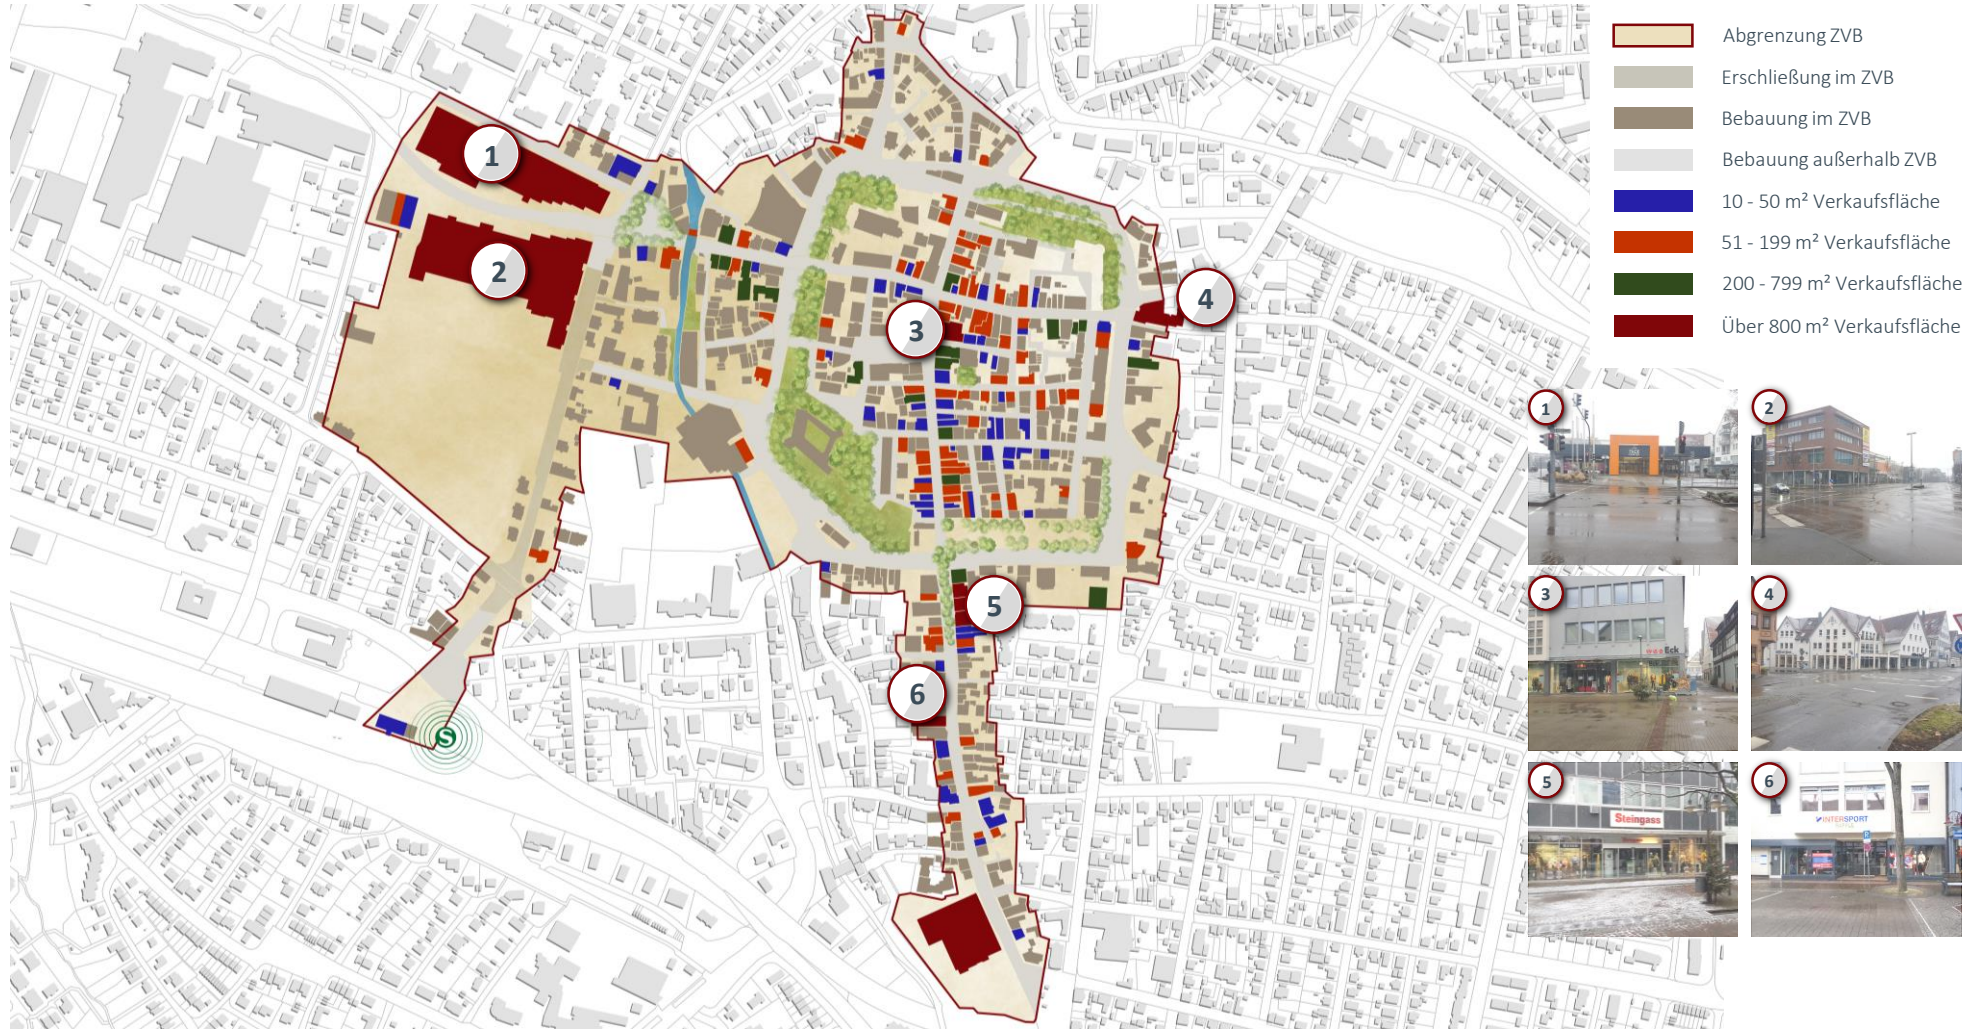 Abgrenzung ZVB
Erschließung im ZVB
Bebauung im ZVB
Bebauung außerhalb ZVB
10 - 50 m² Verkaufsfläche
51 - 199 m² Verkaufsfläche
200 - 799 m² Verkaufsfläche
Über 800 m² Verkaufsfläche
1
2
3
4
5
6
S
1
2
3
4
5
Steingass
6
INTERSPORT